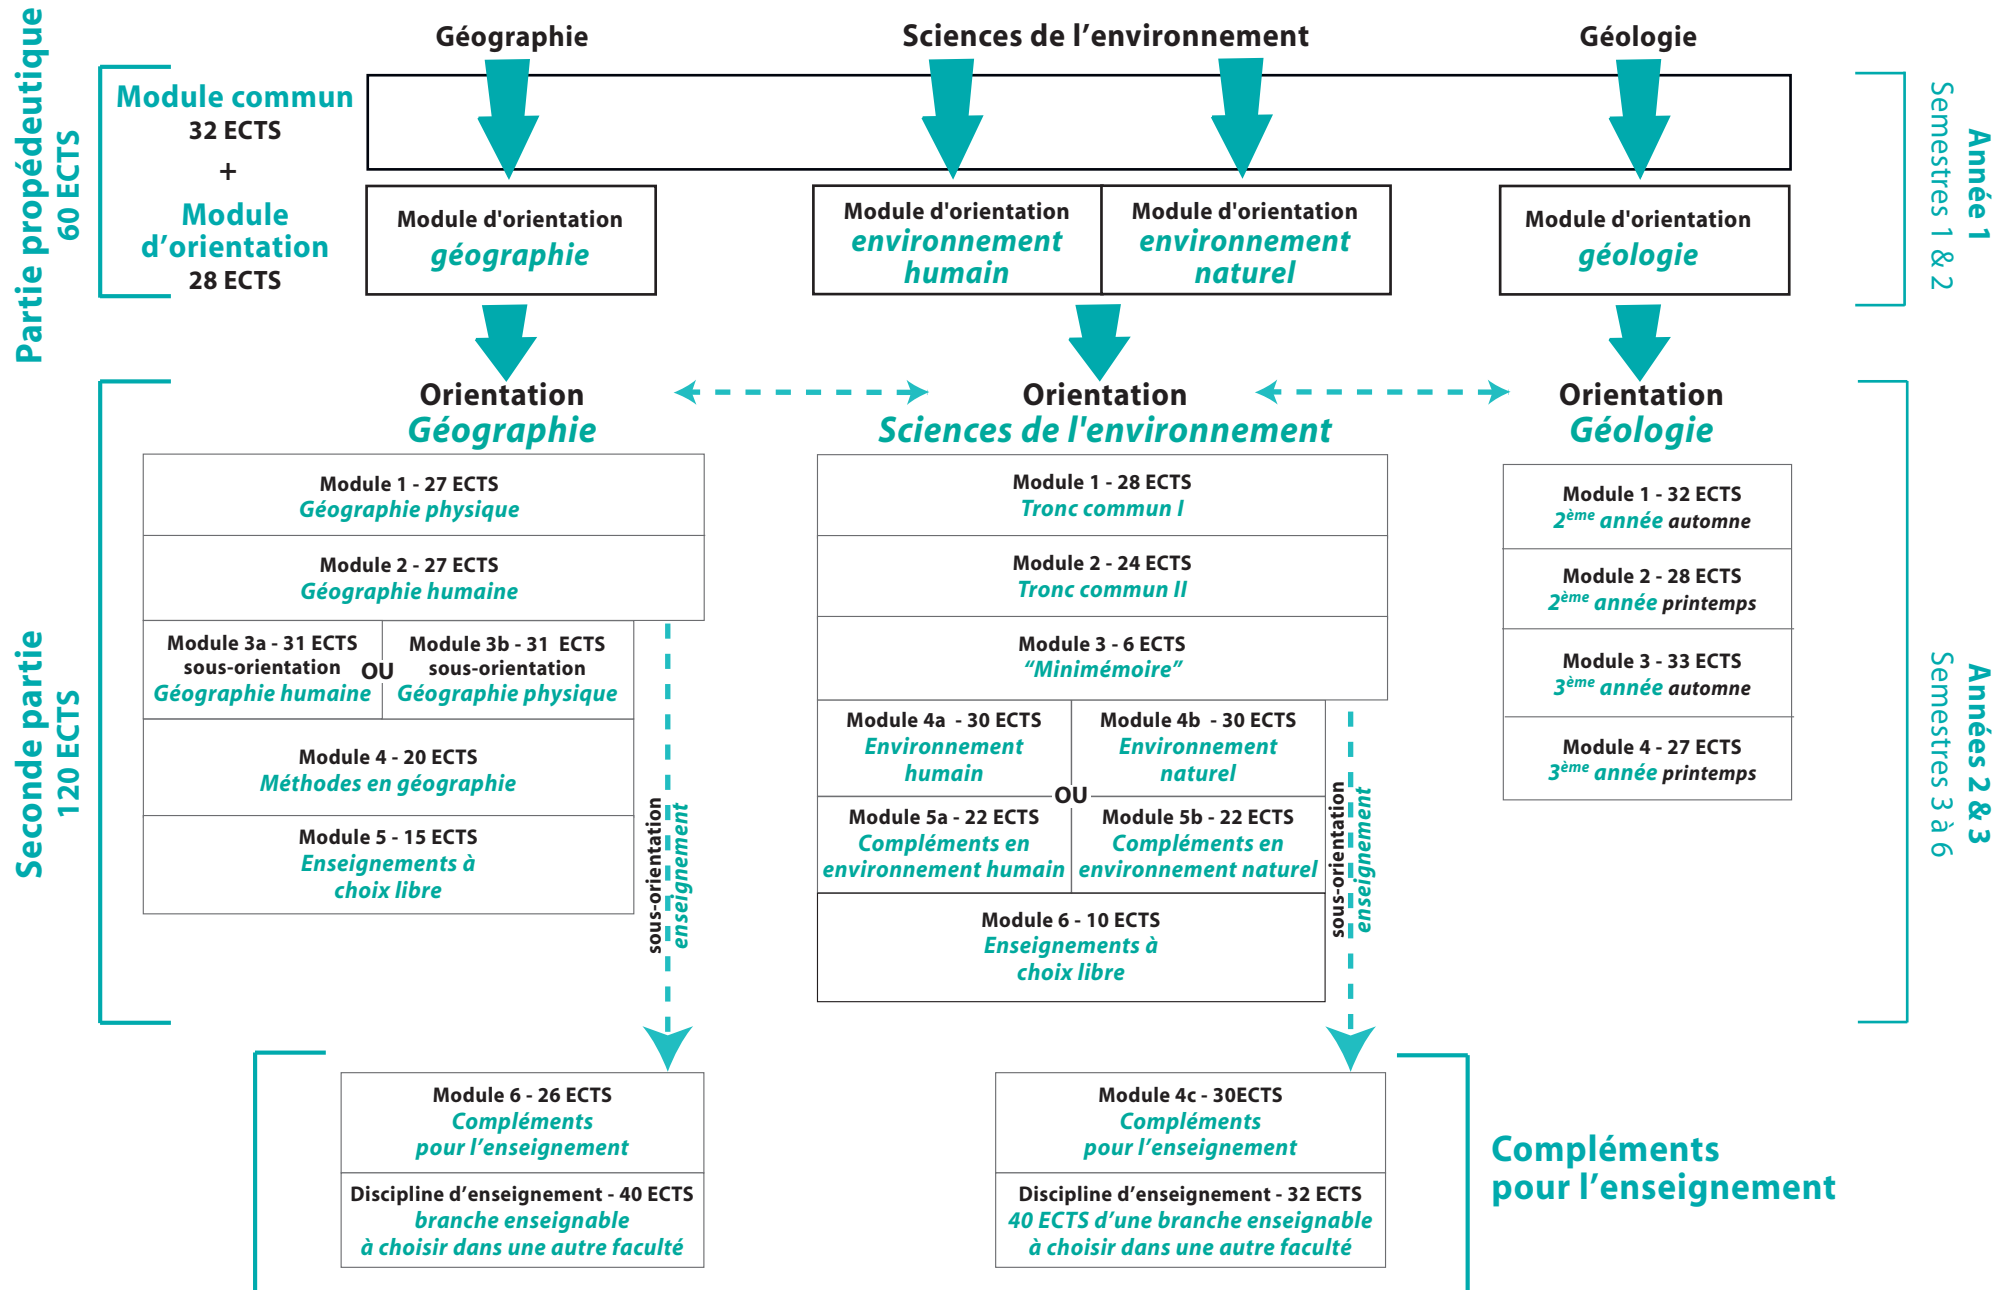 Géographie
Sciences de l’environnement
Géologie
Partie propédeutique
60 ECTS
Module commun
32 ECTS
+
Module
d’orientation
28 ECTS
Module d'orientation
géographie
Module d'orientation
environnement
humain
Module d'orientation
environnement
naturel
Module d'orientation
géologie
Année 1
Semestres 1 & 2
Seconde partie
120 ECTS
Orientation
Géographie
Module 1 - 27 ECTS
Géographie physique
Module 2 - 27 ECTS
Géographie humaine
Module 3a - 31 ECTS
sous-orientation
Géographie humaine
OU
Module 3b - 31 ECTS
sous-orientation
Géographie physique
Module 4 - 20 ECTS
Méthodes en géographie
Module 5 - 15 ECTS
Enseignements à
choix libre
sous-orientation
enseignement
Orientation
Sciences de l'environnement
Module 1 - 28 ECTS
Tronc commun I
Module 2 - 24 ECTS
Tronc commun II
Module 3 - 6 ECTS
“Minimémoire”
Module 4a - 30 ECTS
Environnement
humain
Module 4b - 30 ECTS
Environnement
naturel
OU
Module 5a - 22 ECTS
Compléments en
environnement humain
Module 5b - 22 ECTS
Compléments en
environnement naturel
Module 6 - 10 ECTS
Enseignements à
choix libre
sous-orientation
enseignement
Orientation
Géologie
Module 1 - 32 ECTS
2ème année automne
Module 2 - 28 ECTS
2ème année printemps
Module 3 - 33 ECTS
3ème année automne
Module 4 - 27 ECTS
3ème année printemps
Années 2 & 3
Semestres 3 à 6
Module 6 - 26 ECTS
Compléments
pour l’enseignement
Discipline d’enseignement - 40 ECTS
branche enseignable
à choisir dans une autre faculté
Module 4c - 30ECTS
Compléments
pour l’enseignement
Discipline d’enseignement - 32 ECTS
40 ECTS d’une branche enseignable
à choisir dans une autre faculté
Compléments
pour l’enseignement